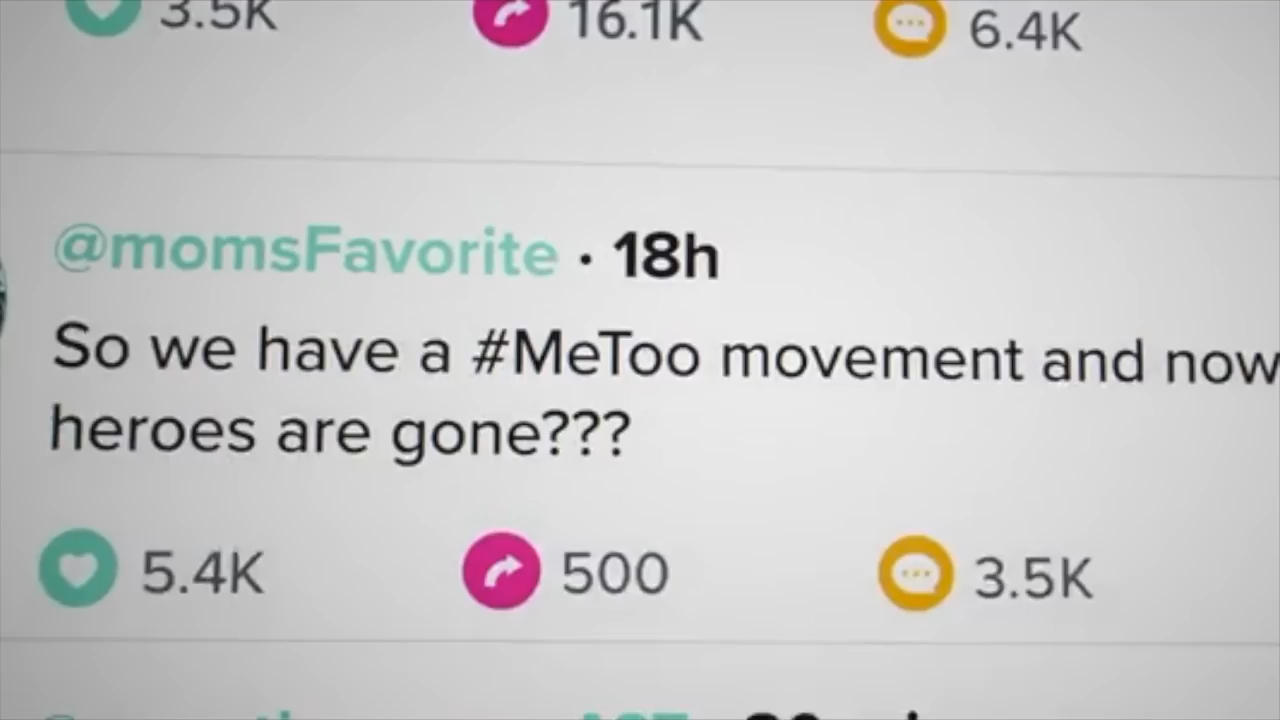 3.5K 16.1K 6.4K
@momsFavorite · 18h
So we have a #MeToo movement and now
heroes are gone???
5.4K 500 3.5K